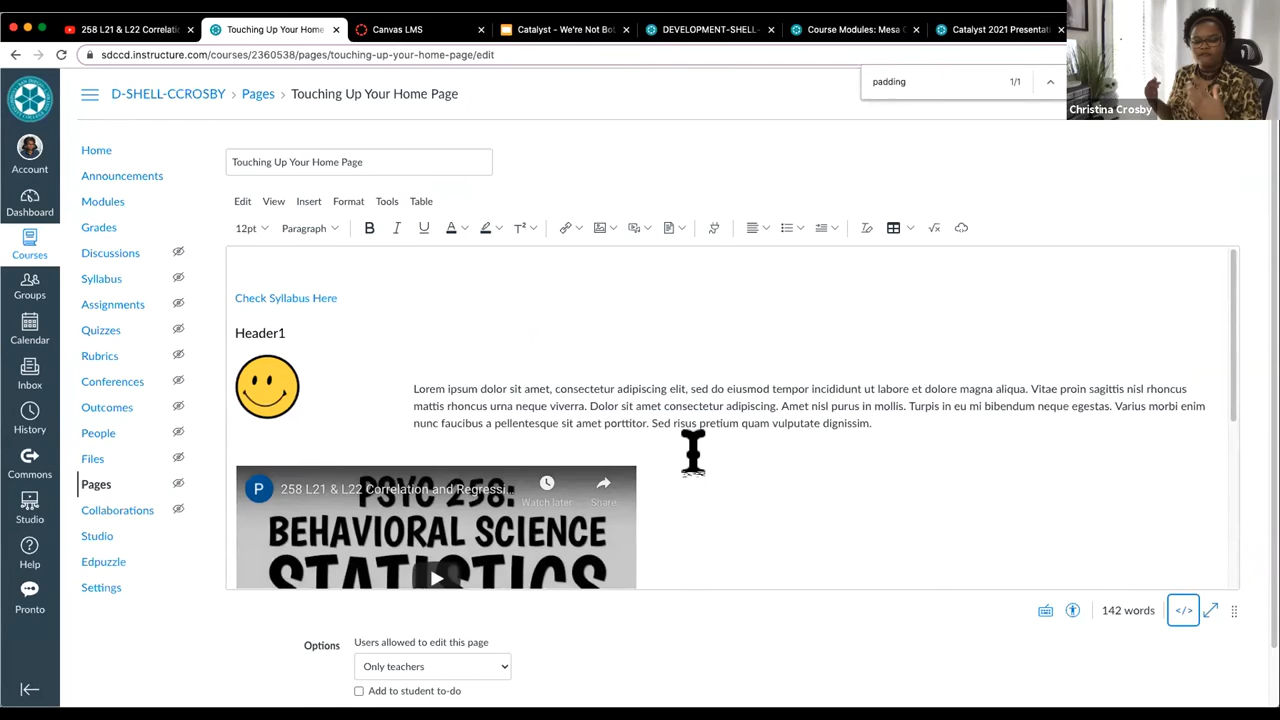 258 L21 & L22 Correlatic
Touching Up Your Home
Canvas LMS
Catalyst - We're Not Bo
DEVELOPMENT-SHELL-
Course Modules: Mesa C
Catalyst 2021 Presentati
sdccd.instructure.com/courses/2360538/pages/touching-up-your-home-page/edit
padding 1/1
Christina Crosby
D-SHELL-CCROSBY > Pages > Touching Up Your Home Page
Account
Dashboard
Courses
Groups
Calendar
Inbox
History
Commons
Studio
Help
Pronto
Home
Announcements
Modules
Grades
Discussions
Syllabus
Assignments
Quizzes
Rubrics
Conferences
Outcomes
People
Files
Pages
Collaborations
Studio
Edpuzzle
Settings
Touching Up Your Home Page
Edit View Insert Format Tools Table
12pt Paragraph B I U A T²
Check Syllabus Here
Header1
Lorem ipsum dolor sit amet, consectetur adipiscing elit, sed do eiusmod tempor incididunt ut labore et dolore magna aliqua. Vitae proin sagittis nisl rhoncus
mattis rhoncus urna neque viverra. Dolor sit amet consectetur adipiscing. Amet nisl purus in mollis. Turpis in eu mi bibendum neque egestas. Varius morbi enim
nunc faucibus a pellentesque sit amet porttitor. Sed risus pretium quam vulputate dignissim.
P 258 L21 & L22 Correlation and Regressi...
Watch later Share
PSYC 258:
BEHAVIORAL SCIENCE
STATISTICS
142 words </>
Options
Users allowed to edit this page
Only teachers
Add to student to-do